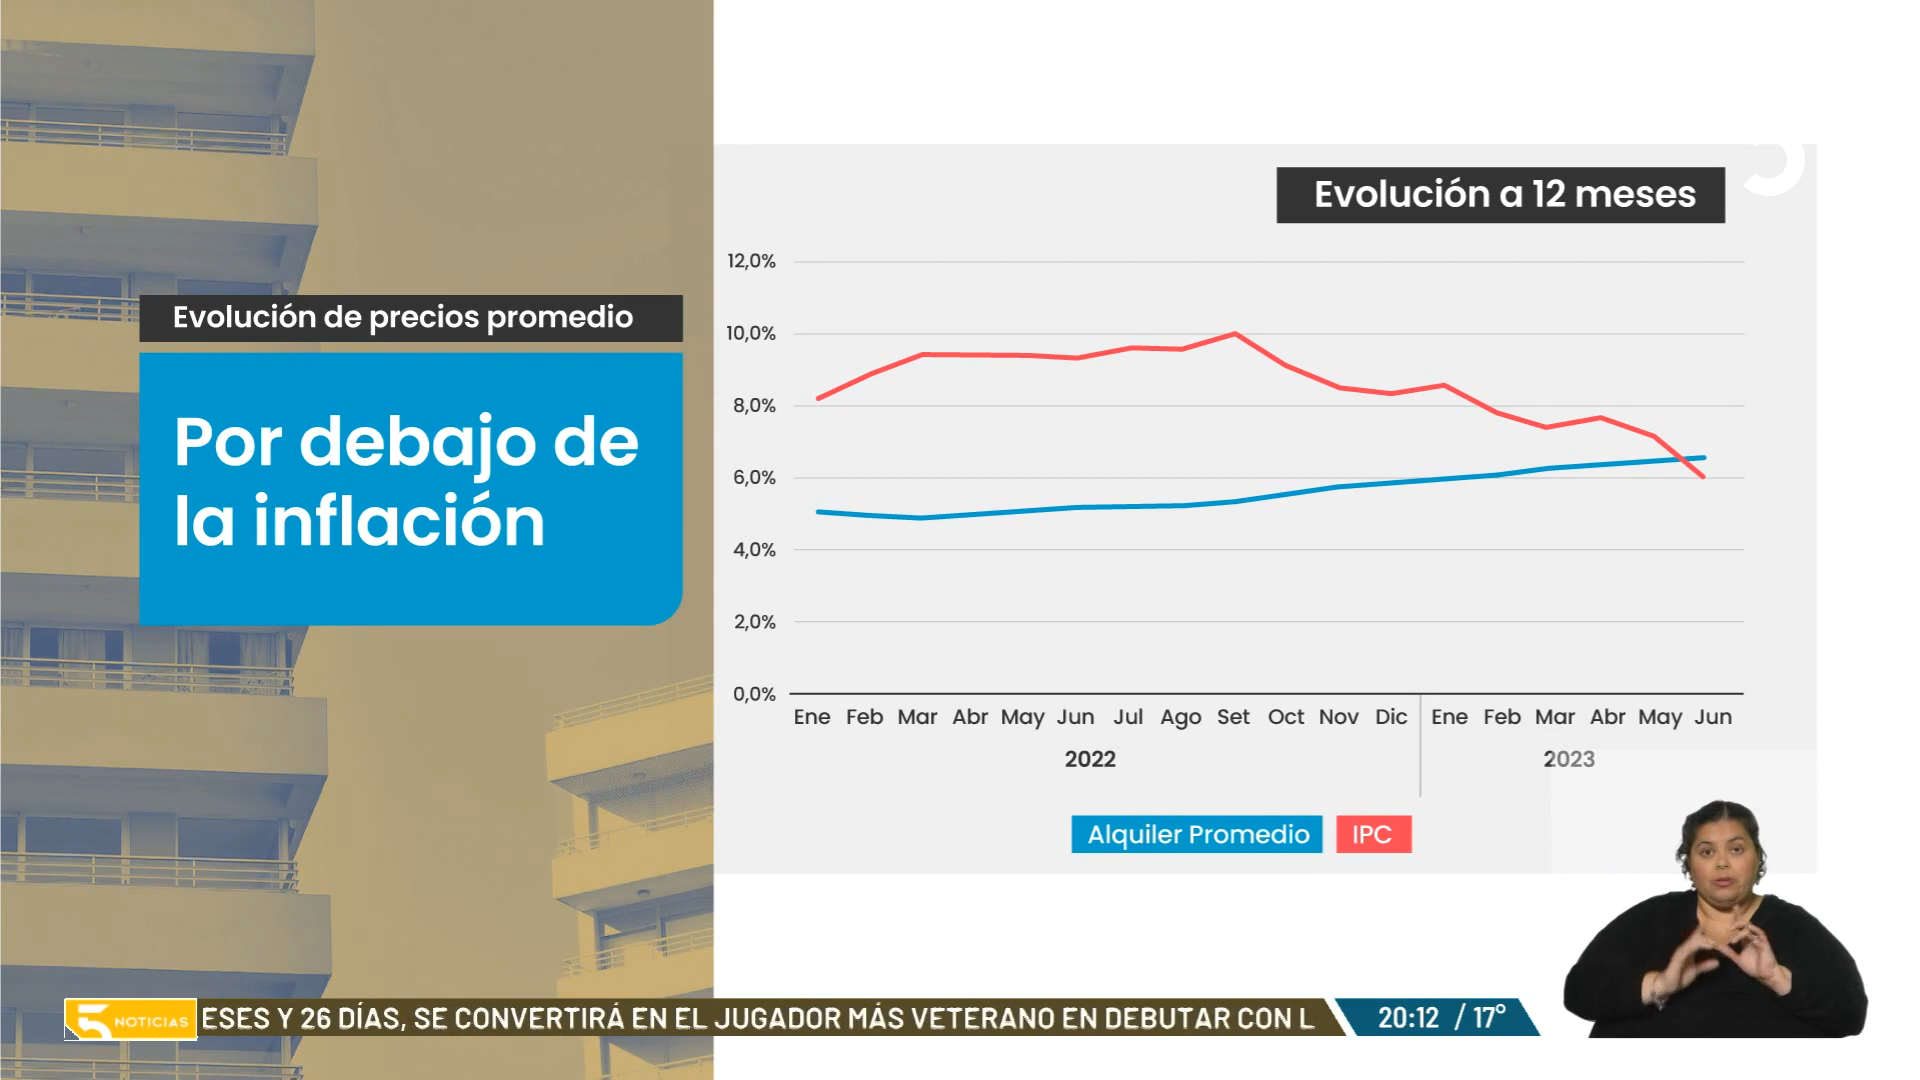 Evolución de precios promedio
Por debajo de
la inflación
Evolución a 12 meses
12,0%
10,0%
8,0%
6,0%
4,0%
2,0%
0,0%
Ene Feb Mar Abr May Jun Jul Ago Set Oct Nov Dic Ene Feb Mar Abr May Jun
2022 2023
Alquiler Promedio IPC
5 NOTICIAS ESES Y 26 DÍAS, SE CONVERTIRÁ EN EL JUGADOR MÁS VETERANO EN DEBUTAR CON L 20:12 / 17°